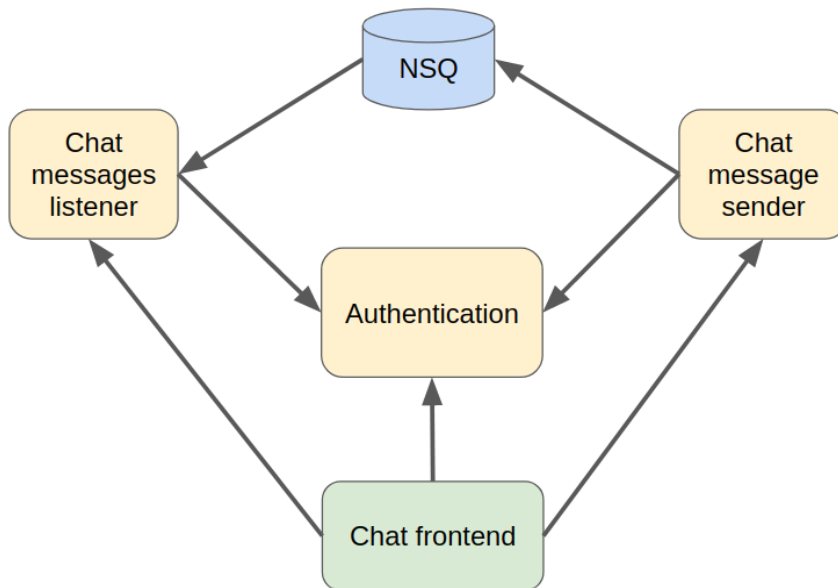 NSQ
Chat
messages
listener
Chat
message
sender
Authentication
Chat frontend